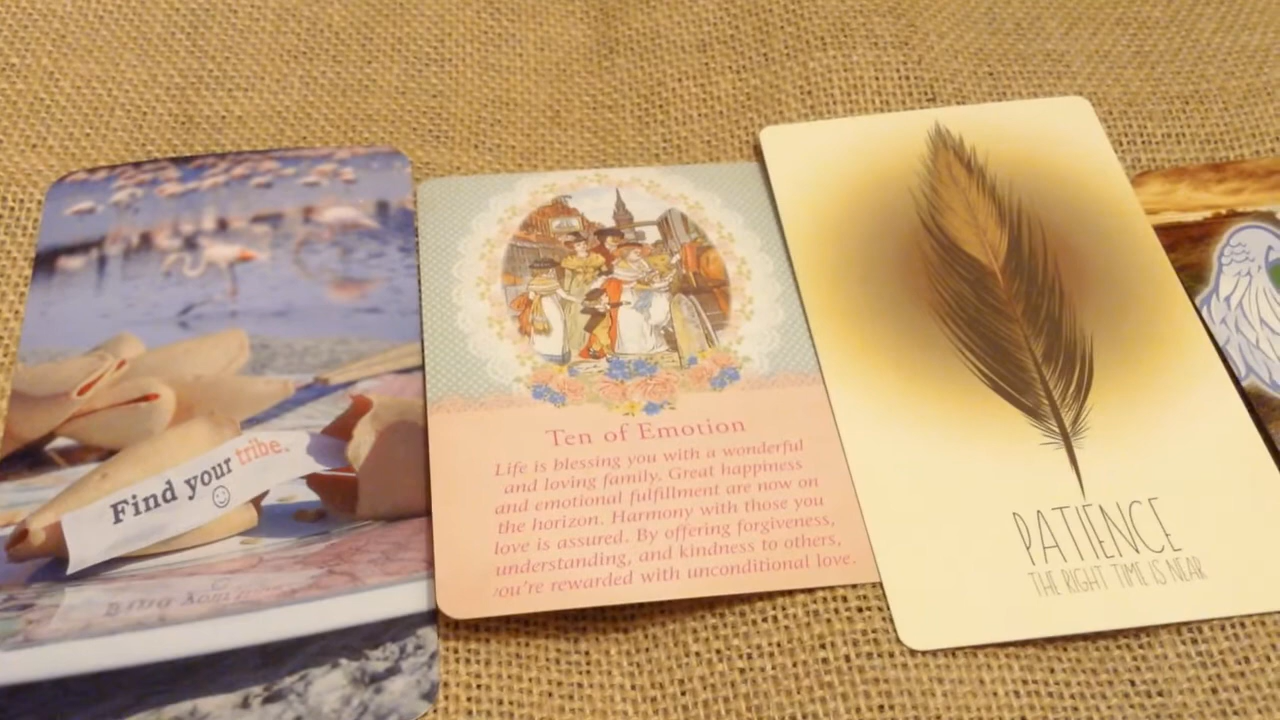 Find your tribe.
Ten of Emotion
Life is blessing you with a wonderful
and loving family. Great happiness
and emotional fulfillment are now on
the horizon. Harmony with those you
love is assured. By offering forgiveness,
understanding, and kindness to others,
you're rewarded with unconditional love.
PATIENCE
THE RIGHT TIME IS NEAR